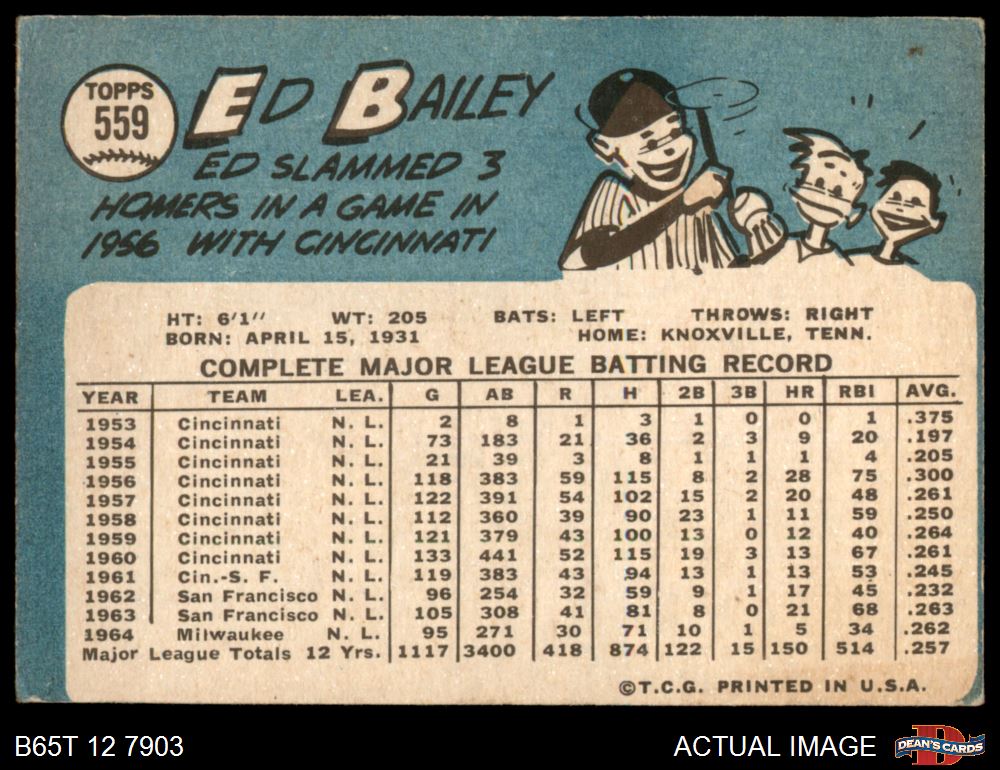 TOPPS
559
ED BAILEY
ED SLAMMED 3
HOMERS IN A GAME IN
1956 WITH CINCINNATI
HT: 6'1" WT: 205 BATS: LEFT THROWS: RIGHT
BORN: APRIL 15, 1931 HOME: KNOXVILLE, TENN.
COMPLETE MAJOR LEAGUE BATTING RECORD
YEAR TEAM LEA. G AB R H 2B 3B HR RBI AVG.
1953 Cincinnati N. L. 2 8 1 3 1 0 0 1 .375
1954 Cincinnati N. L. 73 183 21 36 2 3 9 20 .197
1955 Cincinnati N. L. 21 39 3 8 1 1 1 4 .205
1956 Cincinnati N. L. 118 383 59 115 8 2 28 75 .300
1957 Cincinnati N. L. 122 391 54 102 15 2 20 48 .261
1958 Cincinnati N. L. 112 360 39 90 23 1 11 59 .250
1959 Cincinnati N. L. 121 379 43 100 13 0 12 40 .264
1960 Cincinnati N. L. 133 441 52 115 19 3 13 67 .261
1961 Cin.-S. F. N. L. 119 383 43 94 13 1 13 53 .245
1962 San Francisco N. L. 96 254 32 59 9 1 17 45 .232
1963 San Francisco N. L. 105 308 41 81 8 0 21 68 .263
1964 Milwaukee N. L. 95 271 30 71 10 1 5 34 .262
Major League Totals 12 Yrs. 1117 3400 418 874 122 15 150 514 .257
©T.C.G. PRINTED IN U.S.A.
B65T 12 7903 ACTUAL IMAGE
DEAN'S CARDS